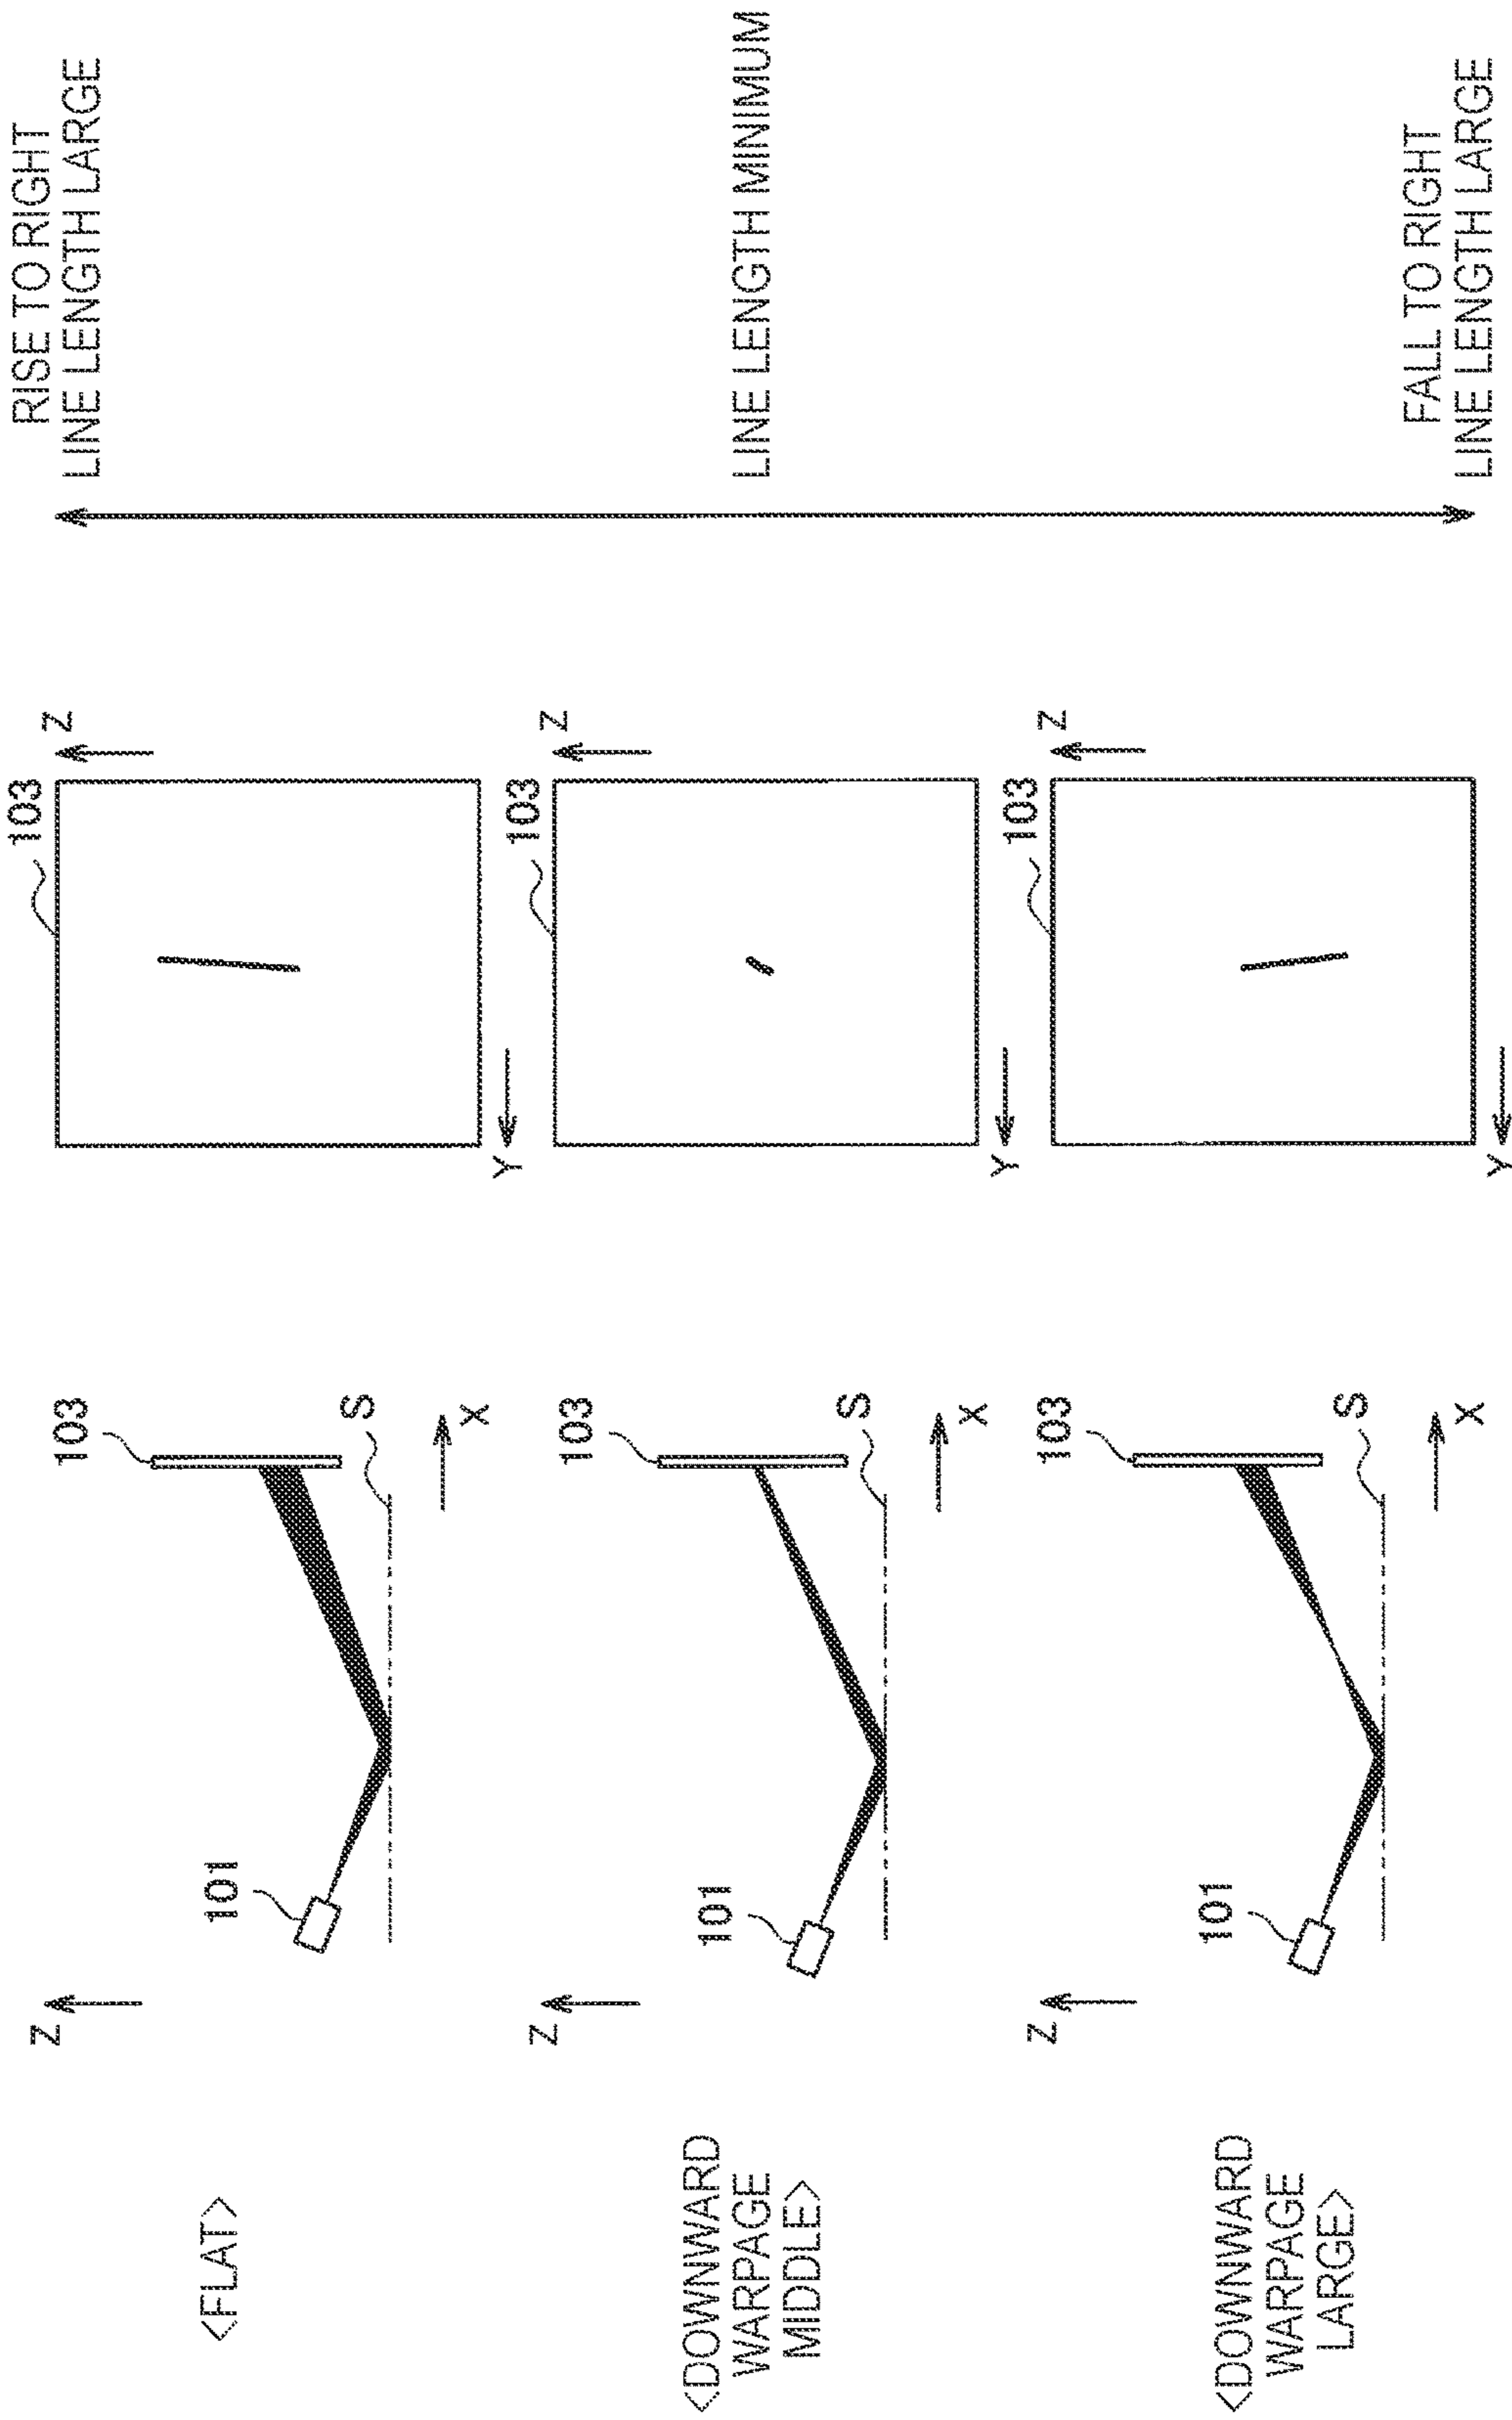 <FLAT>
Z
101
103
S
X
103
Z
Y
RISE TO RIGHT
LINE LENGTH LARGE
<DOWNWARD
WARPAGE
MIDDLE>
Z
101
103
S
X
103
Z
Y
LINE LENGTH MINIMUM
<DOWNWARD
WARPAGE
LARGE>
Z
101
103
S
X
103
Z
Y
FALL TO RIGHT
LINE LENGTH LARGE